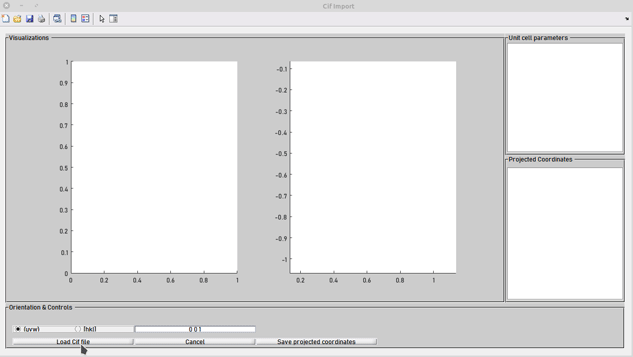 Cif Import
Visualizations
Unit cell parameters
1
0.9
0.8
0.7
0.6
0.5
0.4
0.3
0.2
0.1
0
0 0.2 0.4 0.6 0.8 1
-0.1
-0.2
-0.3
-0.4
-0.5
-0.6
-0.7
-0.8
-0.9
-1
0.2 0.4 0.6 0.8 1
Projected Coordinates
Orientation & Controls
[uvw] (hkl) 0 0 1
Load Cif file Cancel Save projected coordinates